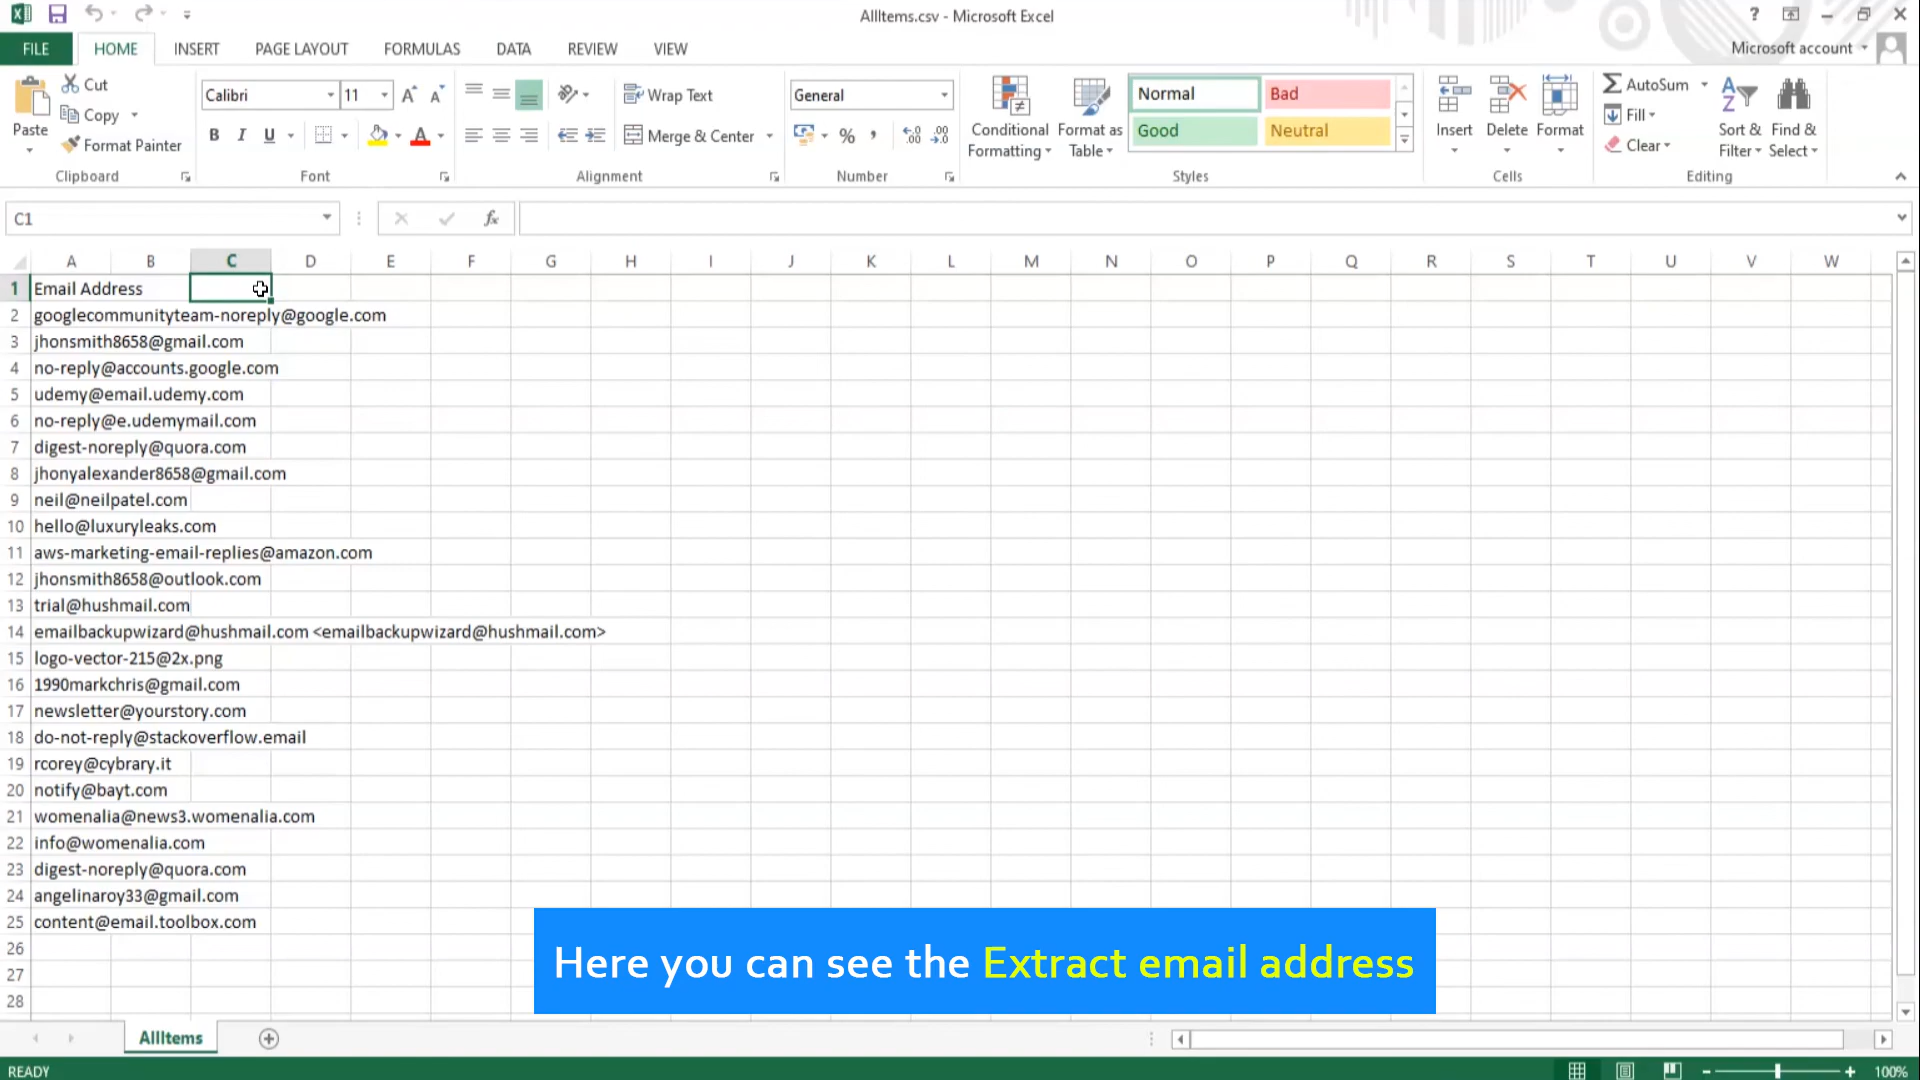 AllItems.csv - Microsoft Excel
?
FILE HOME INSERT PAGE LAYOUT FORMULAS DATA REVIEW VIEW
Microsoft account
Paste
Cut
Copy
Format Painter
Clipboard
Calibri 11
B I U
Font
Wrap Text
Merge & Center
Alignment
General
% ,
Number
Conditional Formatting
Format as Table
Normal Bad
Good Neutral
Styles
Insert Delete Format
Cells
AutoSum
Fill
Clear
Sort & Filter
Find & Select
Editing
C1
fx
A B C D E F G H I J K L M N O P Q R S T U V W
1 Email Address
2 googlecommunityteam-noreply@google.com
3 jhonsmith8658@gmail.com
4 no-reply@accounts.google.com
5 udemy@email.udemy.com
6 no-reply@e.udemymail.com
7 digest-noreply@quora.com
8 jhonyalexander8658@gmail.com
9 neil@neilpatel.com
10 hello@luxuryleaks.com
11 aws-marketing-email-replies@amazon.com
12 jhonsmith8658@outlook.com
13 trial@hushmail.com
14 emailbackupwizard@hushmail.com <emailbackupwizard@hushmail.com>
15 logo-vector-215@2x.png
16 1990markchris@gmail.com
17 newsletter@yourstory.com
18 do-not-reply@stackoverflow.email
19 rcorey@cybrary.it
20 notify@bayt.com
21 womenalia@news3.womenalia.com
22 info@womenalia.com
23 digest-noreply@quora.com
24 angelinaroy33@gmail.com
25 content@email.toolbox.com
26
27
28
Here you can see the Extract email address
AllItems
READY
100%